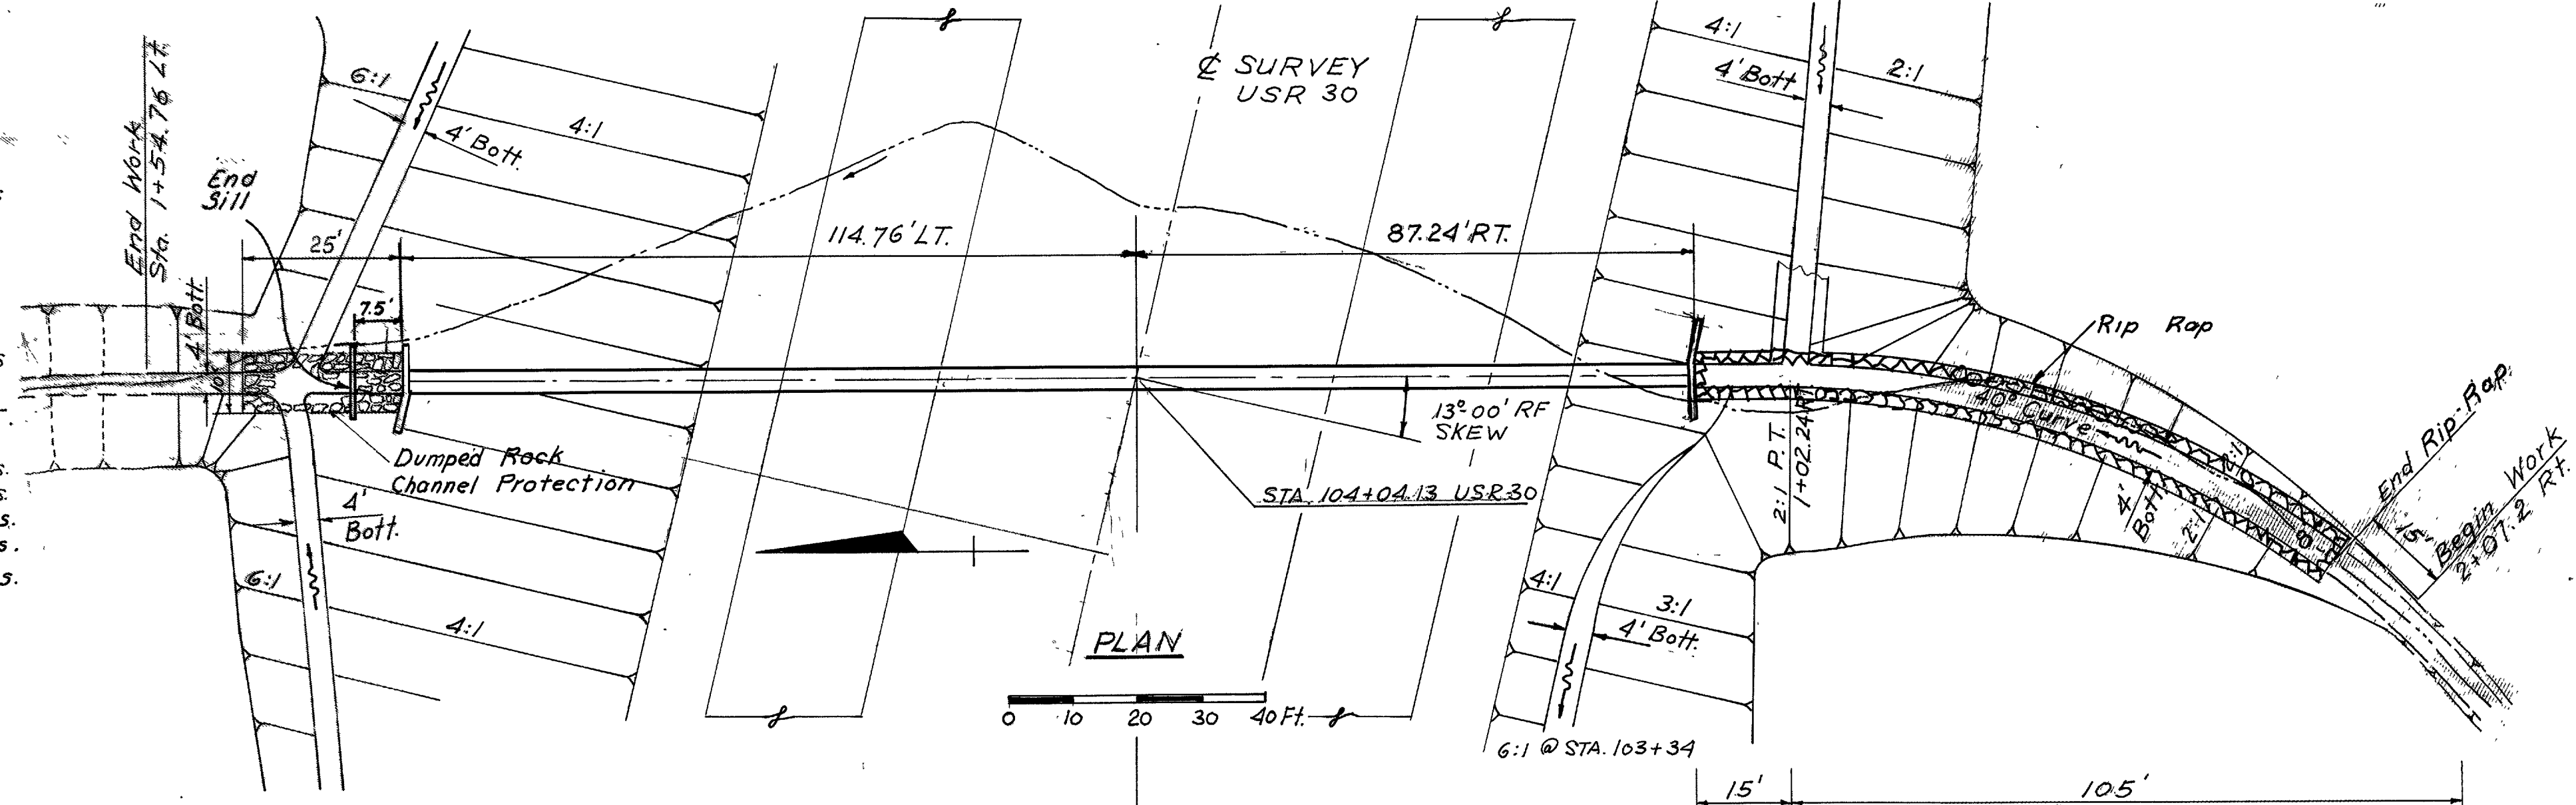 End Work
Sta. 1+54.76 Lt.
6:1
4' Bott.
4:1
End
Sill
25'
7.5'
4' Bott.
10'
114.76' LT.
℄ SURVEY
USR 30
87.24' RT.
4:1
4' Bott
2:1
Rip Rap
13°-00' RF
SKEW
STA. 104+04.13 USR 30
Dumped Rock
Channel Protection
4'
Bott.
6:1
4:1
PLAN
0 10 20 30 40 Ft.
2:1 P.T.
1+02.24 RT
40° Curve
2:1
4'
Bott.
2:1
8'
End Rip-Rap
15'
Begin Work
2+07.2 Rt.
4:1
3:1
4' Bott.
6:1 @ STA. 103+34
15'
105'
s
s.
s.
s.
s.
s.